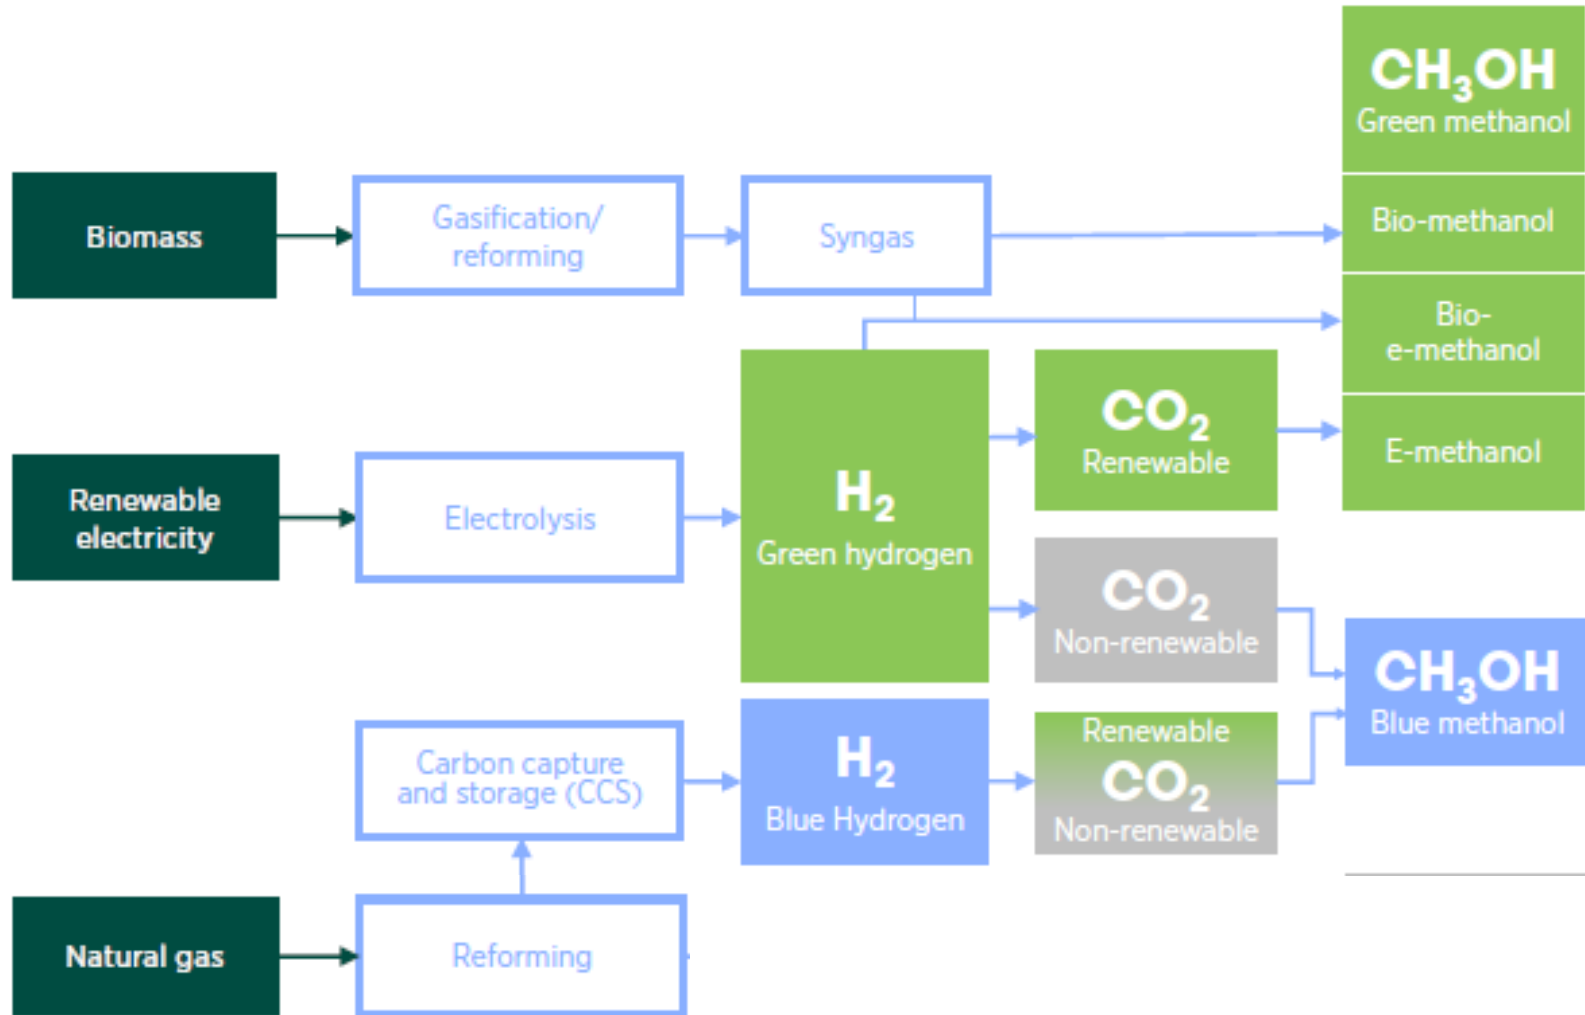 CH₃OH
Green methanol
Biomass
Gasification/
reforming
Syngas
Bio-methanol
Bio-
e-methanol
Renewable
electricity
Electrolysis
H₂
Green hydrogen
CO₂
Renewable
E-methanol
CO₂
Non-renewable
CH₃OH
Blue methanol
Carbon capture
and storage (CCS)
H₂
Blue Hydrogen
Renewable
CO₂
Non-renewable
Natural gas
Reforming